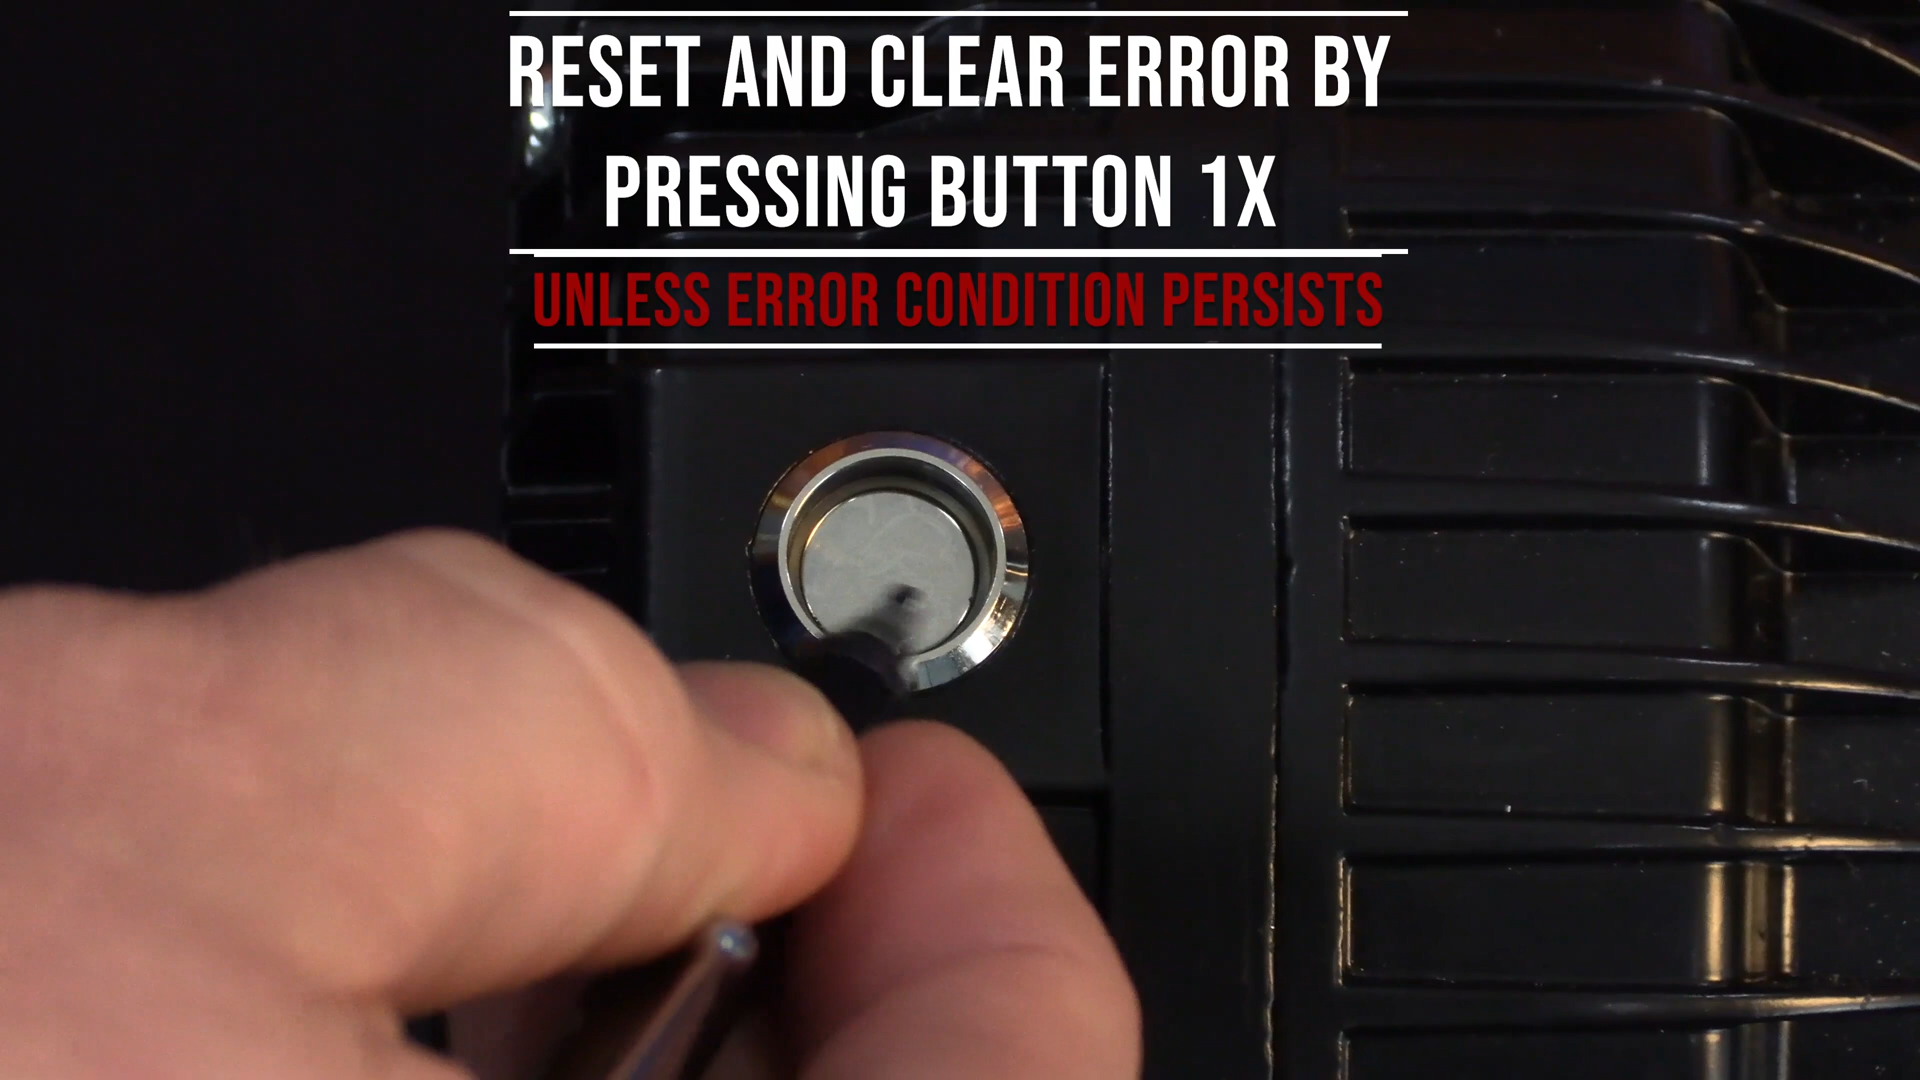 RESET AND CLEAR ERROR BY
PRESSING BUTTON 1X
UNLESS ERROR CONDITION PERSISTS